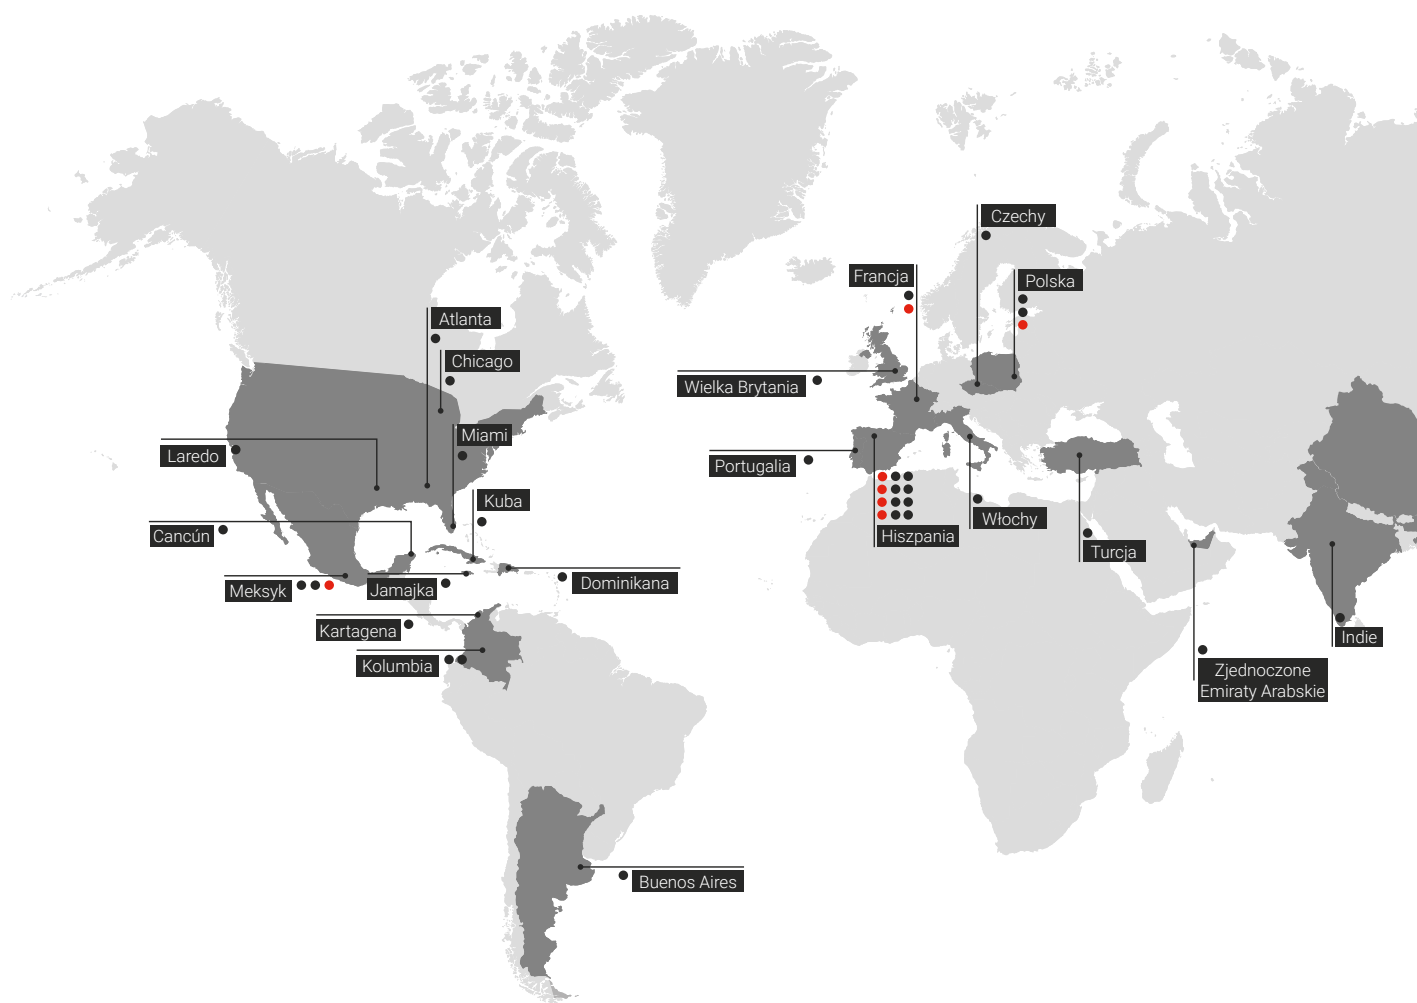 Czechy
Francja
Polska
Atlanta
Chicago
Wielka Brytania
Miami
Laredo
Portugalia
Kuba
Włochy
Cancún
Hiszpania
Turcja
Dominikana
Meksyk
Jamajka
Kartagena
Indie
Kolumbia
Zjednoczone
Emiraty Arabskie
Buenos Aires